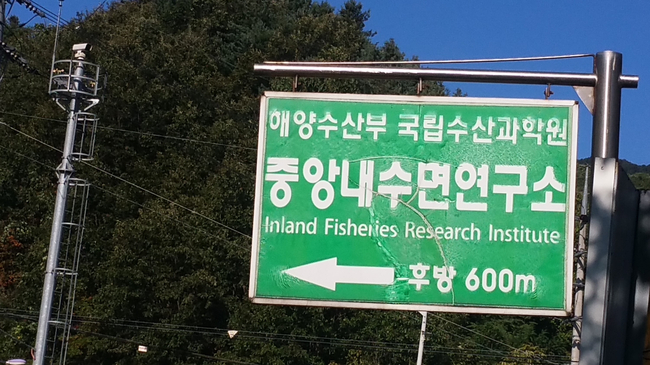 해양수산부 국립수산과학원
중앙내수면연구소
Inland Fisheries Research Institute
후방 600m